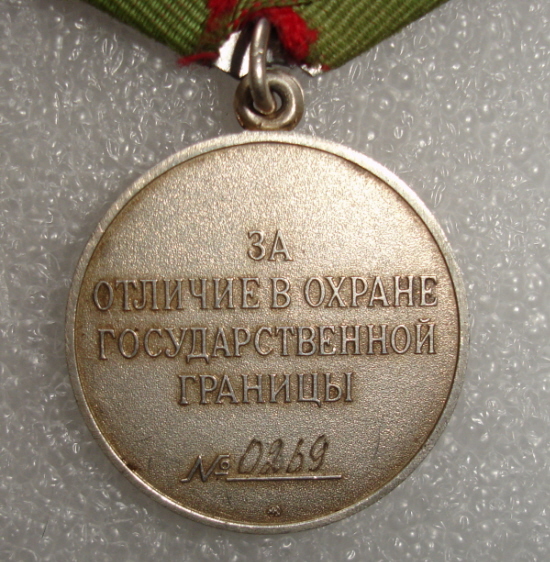 ЗА
ОТЛИЧИЕ В ОХРАНЕ
ГОСУДАРСТВЕННОЙ
ГРАНИЦЫ
№ 0269